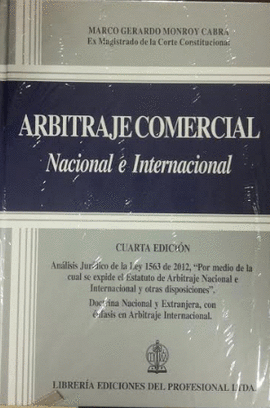 MARCO GERARDO MONROY CABRA
Ex Magistrado de la Corte Constitucional
ARBITRAJE COMERCIAL
Nacional é Internacional
CUARTA EDICIÓN
Análisis Jurídico de la Ley 1563 de 2012, "Por medio de la
cual se expide el Estatuto de Arbitraje Nacional e
Internacional y otras disposiciones".
Doctrina Nacional y Extranjera, con
énfasis en Arbitraje Internacional.
LIBRERÍA EDICIONES DEL PROFESIONAL LTDA.